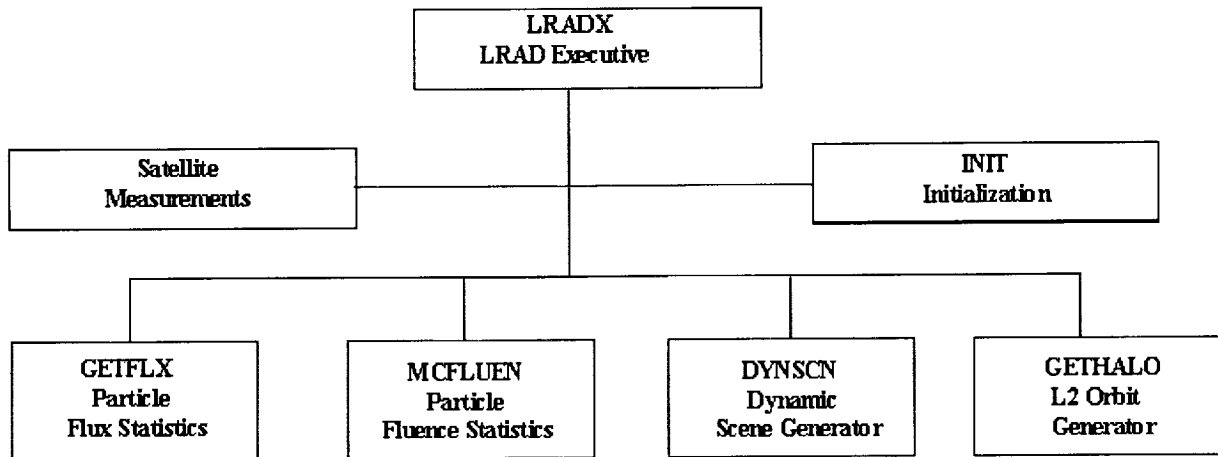 LRADX
LRAD Executive
Satellite
Measurements
INIT
Initialization
GETFLX
Particle
Flux Statistics
MCFLUEN
Particle
Fluence Statistics
DYNSCN
Dynamic
Scene Generator
GETHALO
L2 Orbit
Generator